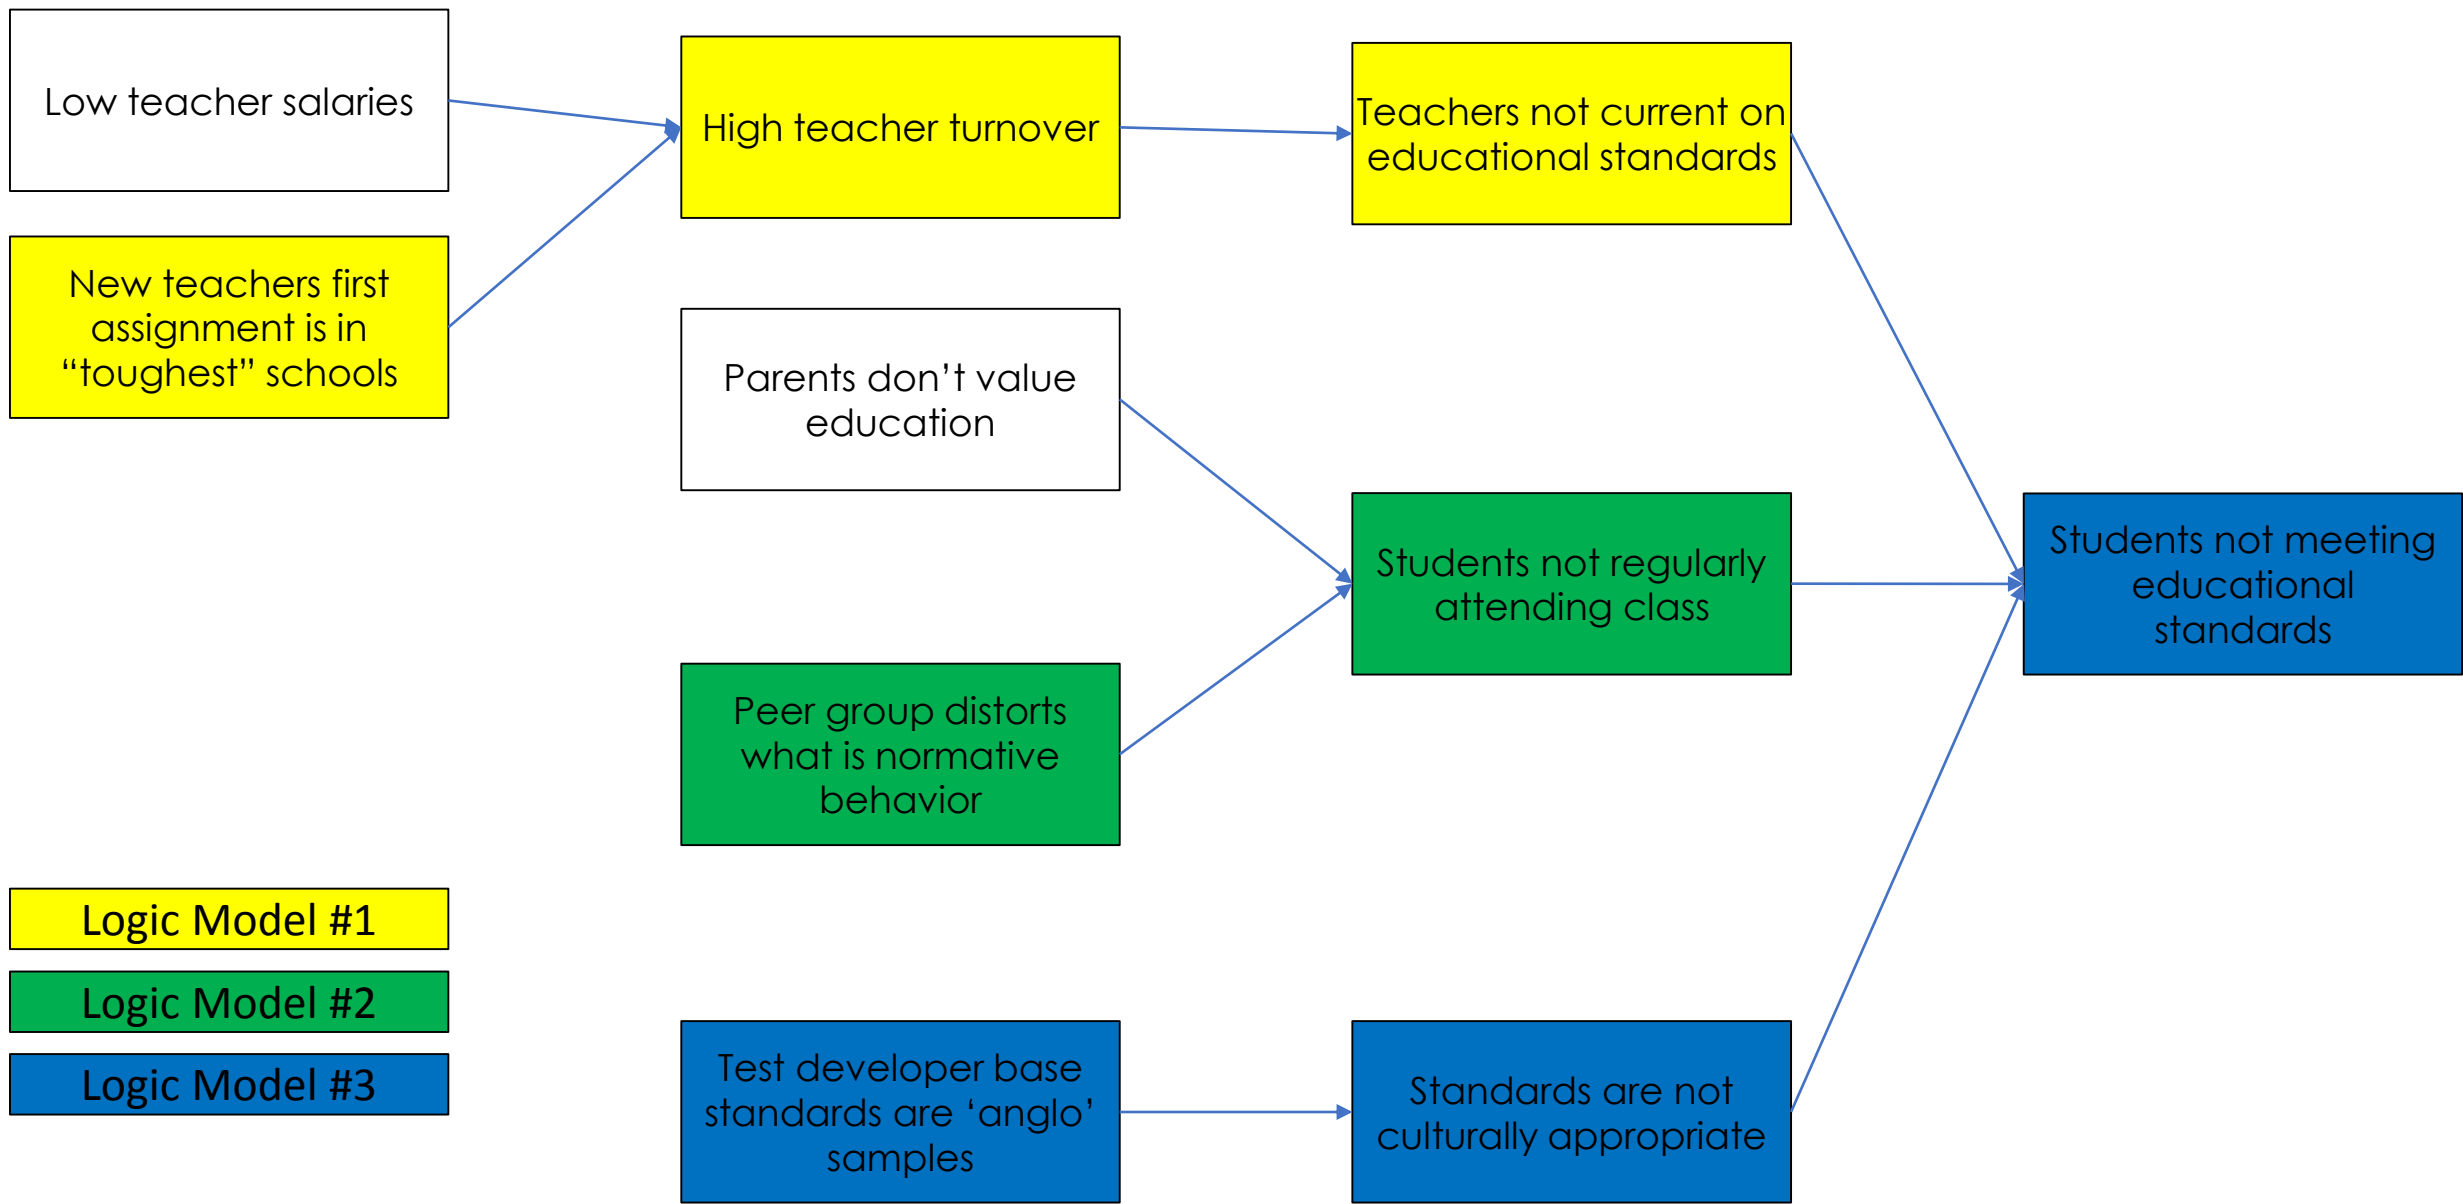 Low teacher salaries
High teacher turnover
Teachers not current on
educational standards
New teachers first
assignment is in
“toughest” schools
Parents don’t value
education
Students not regularly
attending class
Students not meeting
educational
standards
Peer group distorts
what is normative
behavior
Logic Model #1
Logic Model #2
Logic Model #3
Test developer base
standards are ‘anglo’
samples
Standards are not
culturally appropriate